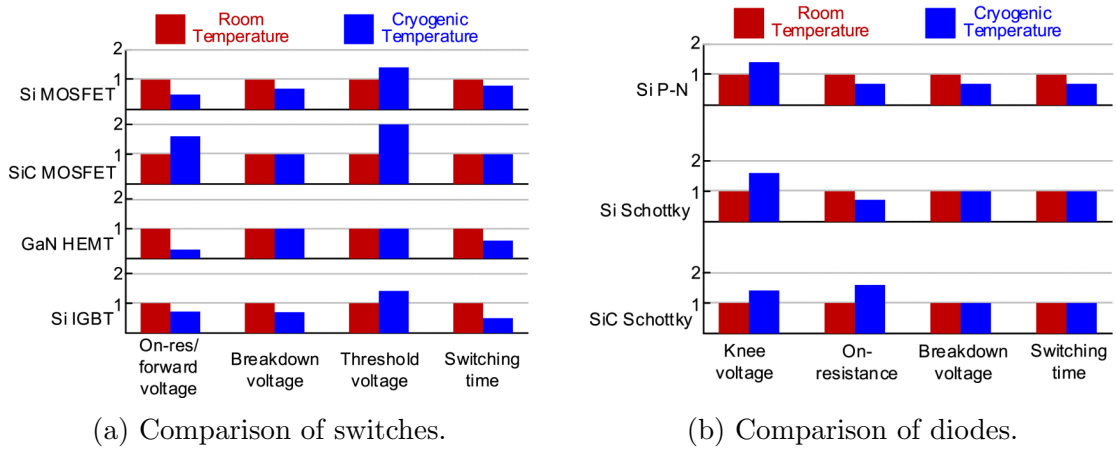 Room
Temperature
Cryogenic
Temperature
2
1
Si MOSFET
2
1
SiC MOSFET
1
GaN HEMT
2
1
Si IGBT
On-res/
forward
voltage
Breakdown
voltage
Threshold
voltage
Switching
time
(a) Comparison of switches.
Room
Temperature
Cryogenic
Temperature
2
1
Si P-N
2
1
Si Schottky
2
1
SiC Schottky
Knee
voltage
On-
resistance
Breakdown
voltage
Switching
time
(b) Comparison of diodes.